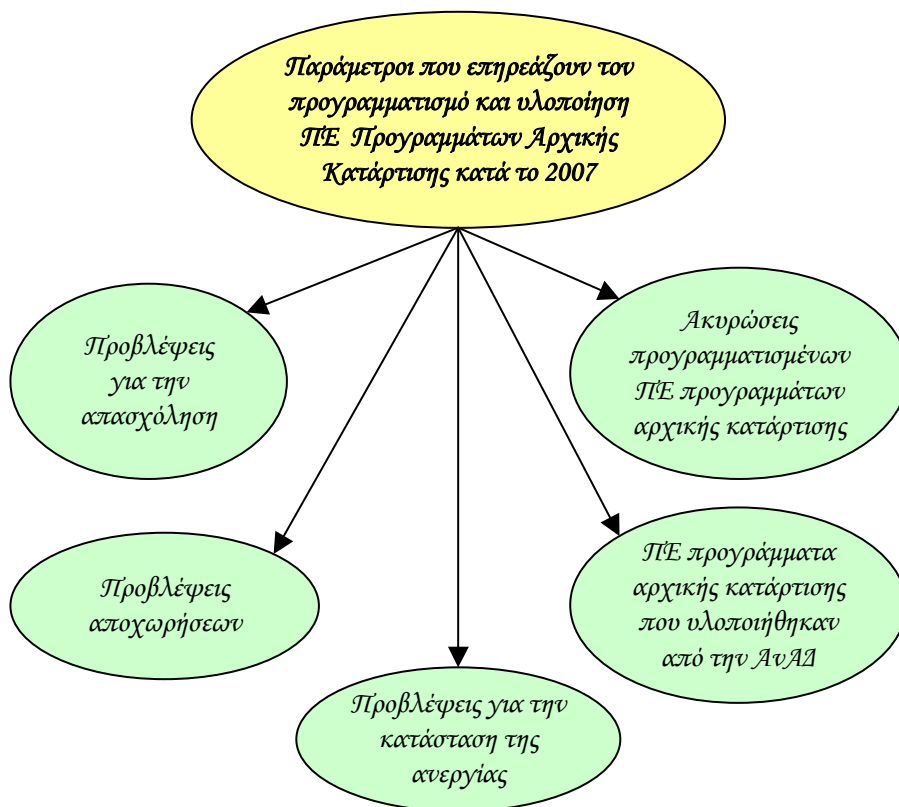 Παράμετροι που επηρεάζουν τον
προγραμματισμό και υλοποίηση
ΠΕ Προγραμμάτων Αρχικής
Κατάρτισης κατά το 2007
Προβλέψεις
για την
απασχόληση
Ακυρώσεις
προγραμματισμένων
ΠΕ προγραμμάτων
αρχικής κατάρτισης
Προβλέψεις
αποχωρήσεων
ΠΕ προγράμματα
αρχικής κατάρτισης
που υλοποιήθηκαν
από την ΑνΑΔ
Προβλέψεις για την
κατάσταση της
ανεργίας